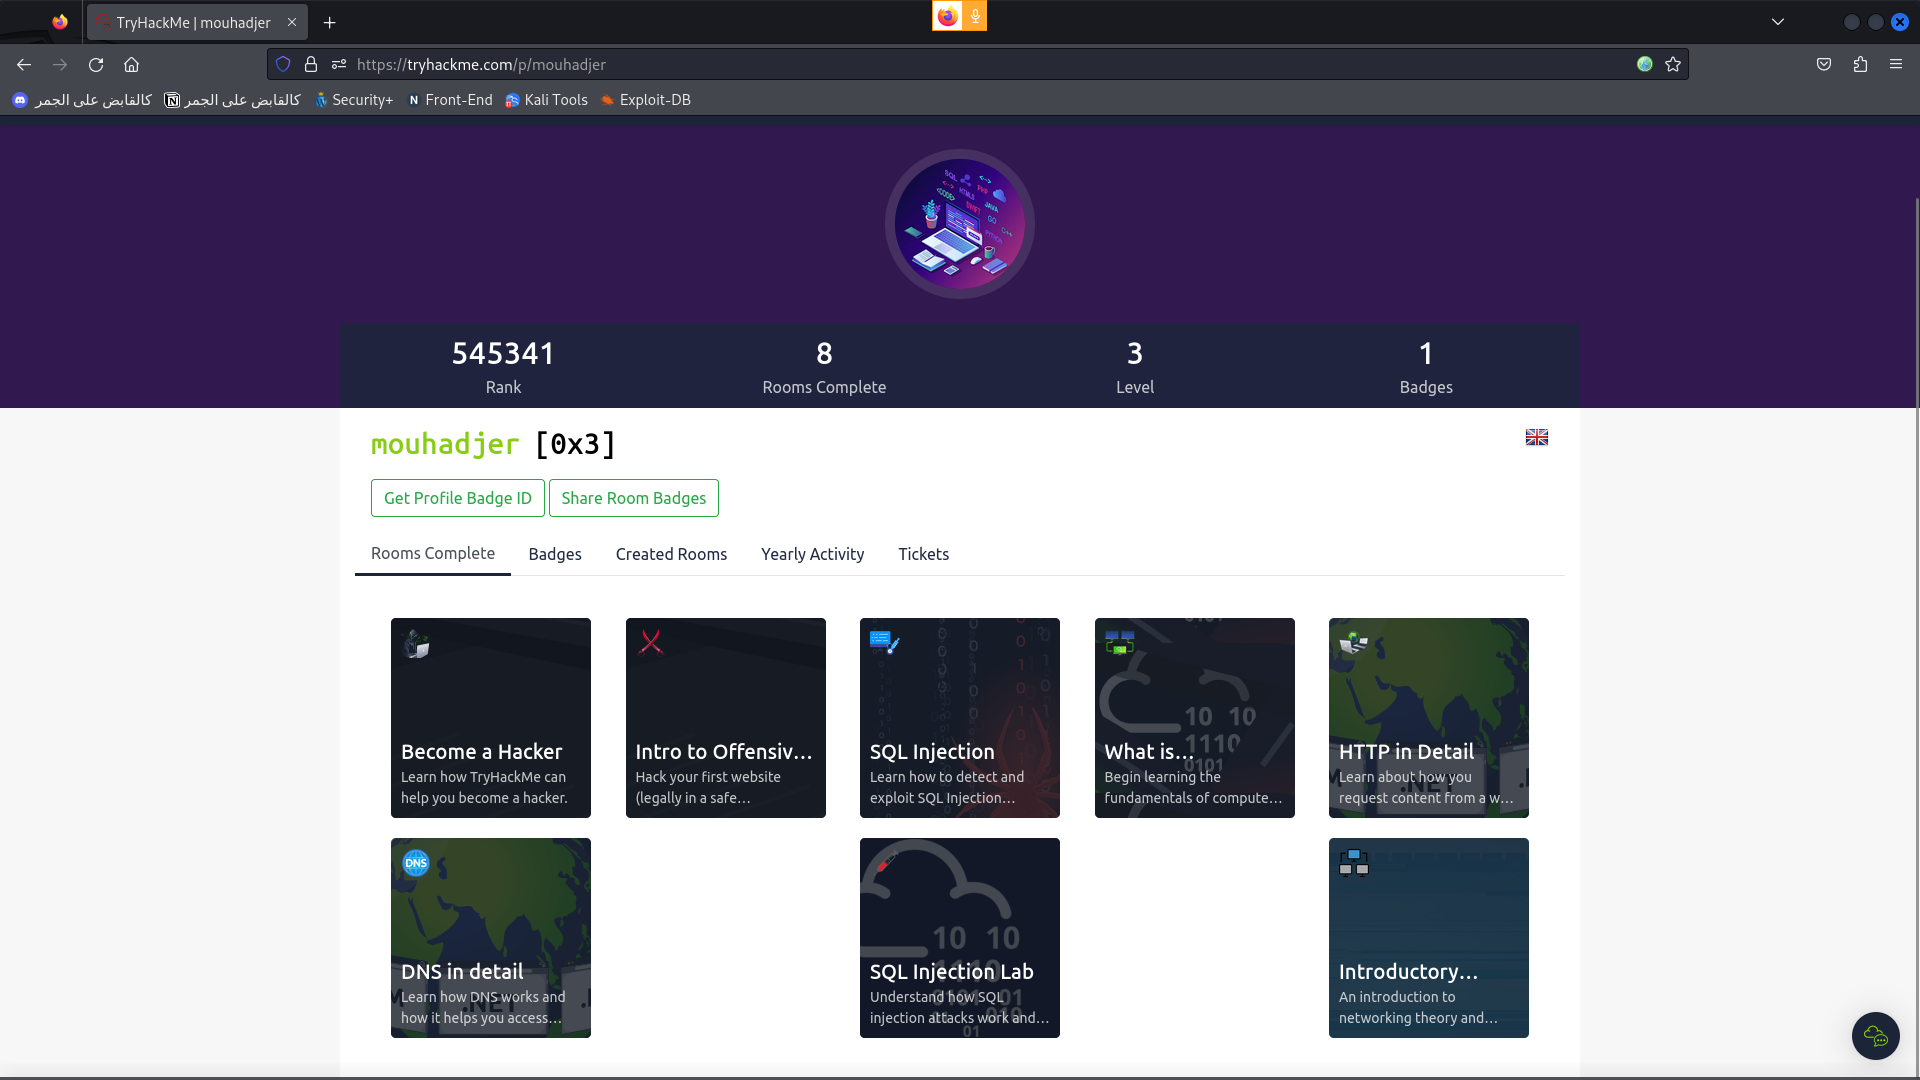 TryHackMe | mouhadjer
https://tryhackme.com/p/mouhadjer
كالقابض على الجمر
كالقابض على الجمر
Security+
N Front-End
Kali Tools
Exploit-DB
545341
Rank
8
Rooms Complete
3
Level
1
Badges
mouhadjer [0x3]
Get Profile Badge ID
Share Room Badges
Rooms Complete
Badges
Created Rooms
Yearly Activity
Tickets
Become a Hacker
Learn how TryHackMe can
help you become a hacker.
Intro to Offensiv…
Hack your first website
(legally in a safe…
SQL Injection
Learn how to detect and
exploit SQL Injection…
What is…
Begin learning the
fundamentals of compute…
HTTP in Detail
Learn about how you
request content from a w…
DNS
DNS in detail
Learn how DNS works and
how it helps you access…
SQL Injection Lab
Understand how SQL
injection attacks work and…
Introductory…
An introduction to
networking theory and…